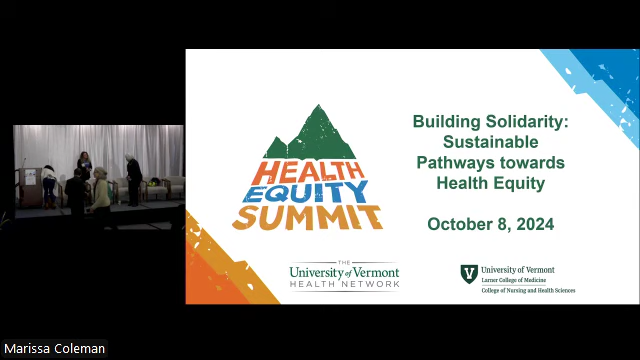 HEALTH
EQUITY
SUMMIT
Building Solidarity:
Sustainable
Pathways towards
Health Equity
October 8, 2024
THE
University of Vermont
HEALTH NETWORK
University of Vermont
Larner College of Medicine
College of Nursing and Health Sciences
Marissa Coleman